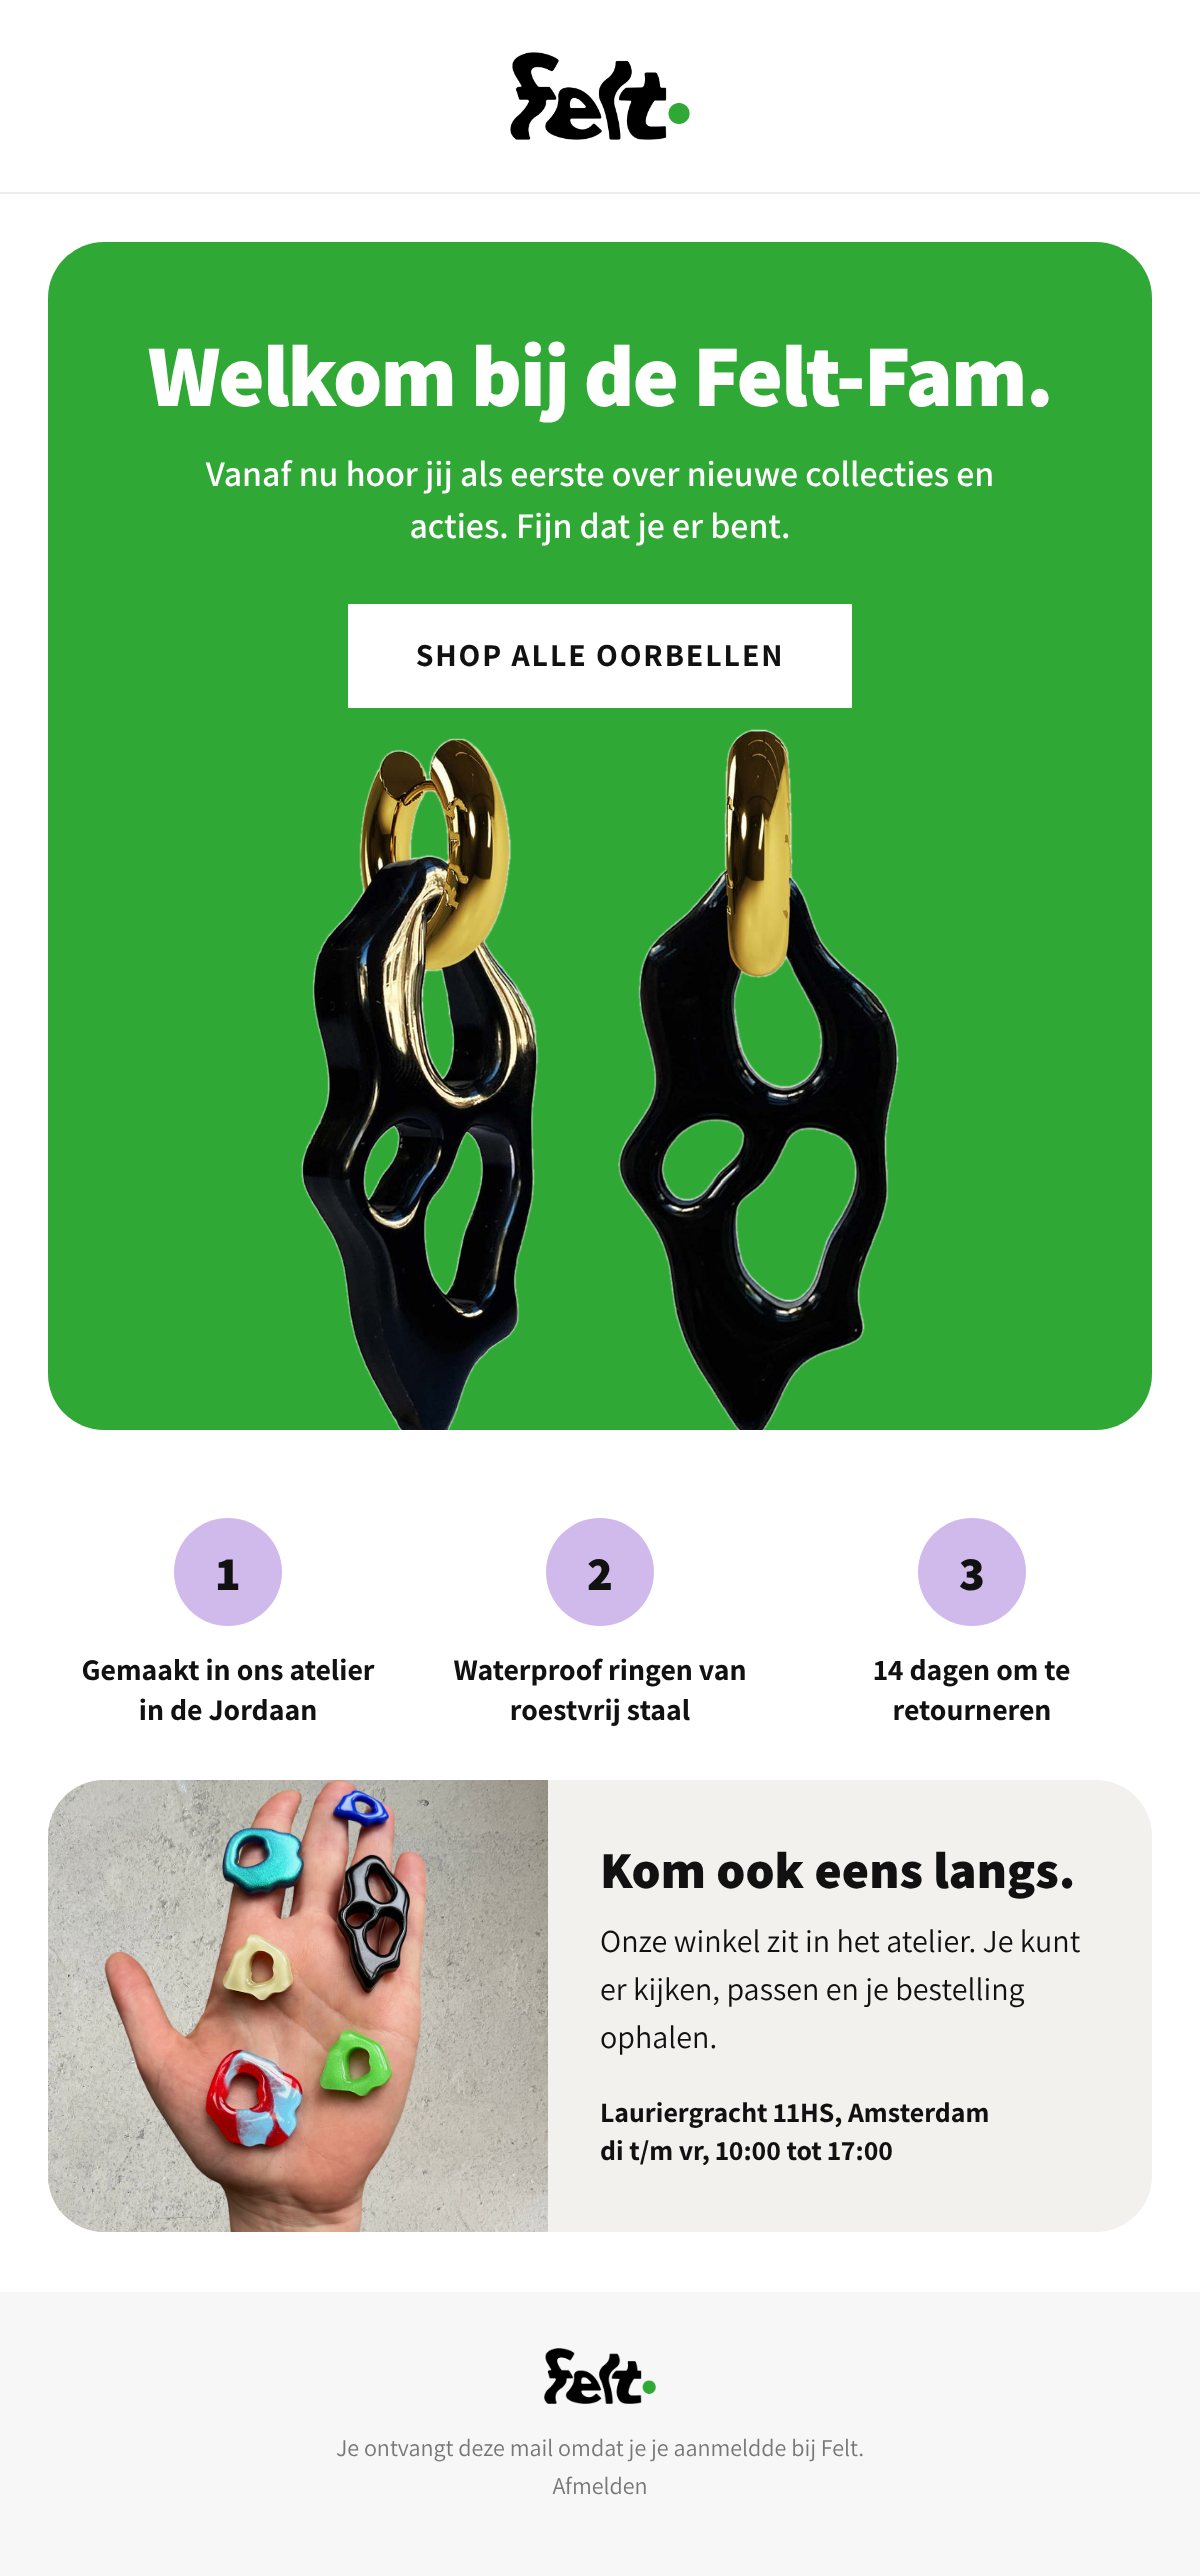 Felt.
Welkom bij de Felt-Fam.
Vanaf nu hoor jij als eerste over nieuwe collecties en
acties. Fijn dat je er bent.
SHOP ALLE OORBELLEN
1
Gemaakt in ons atelier
in de Jordaan
2
Waterproof ringen van
roestvrij staal
3
14 dagen om te
retourneren
Kom ook eens langs.
Onze winkel zit in het atelier. Je kunt
er kijken, passen en je bestelling
ophalen.
Lauriergracht 11HS, Amsterdam
di t/m vr, 10:00 tot 17:00
Felt.
Je ontvangt deze mail omdat je je aanmeldde bij Felt.
Afmelden